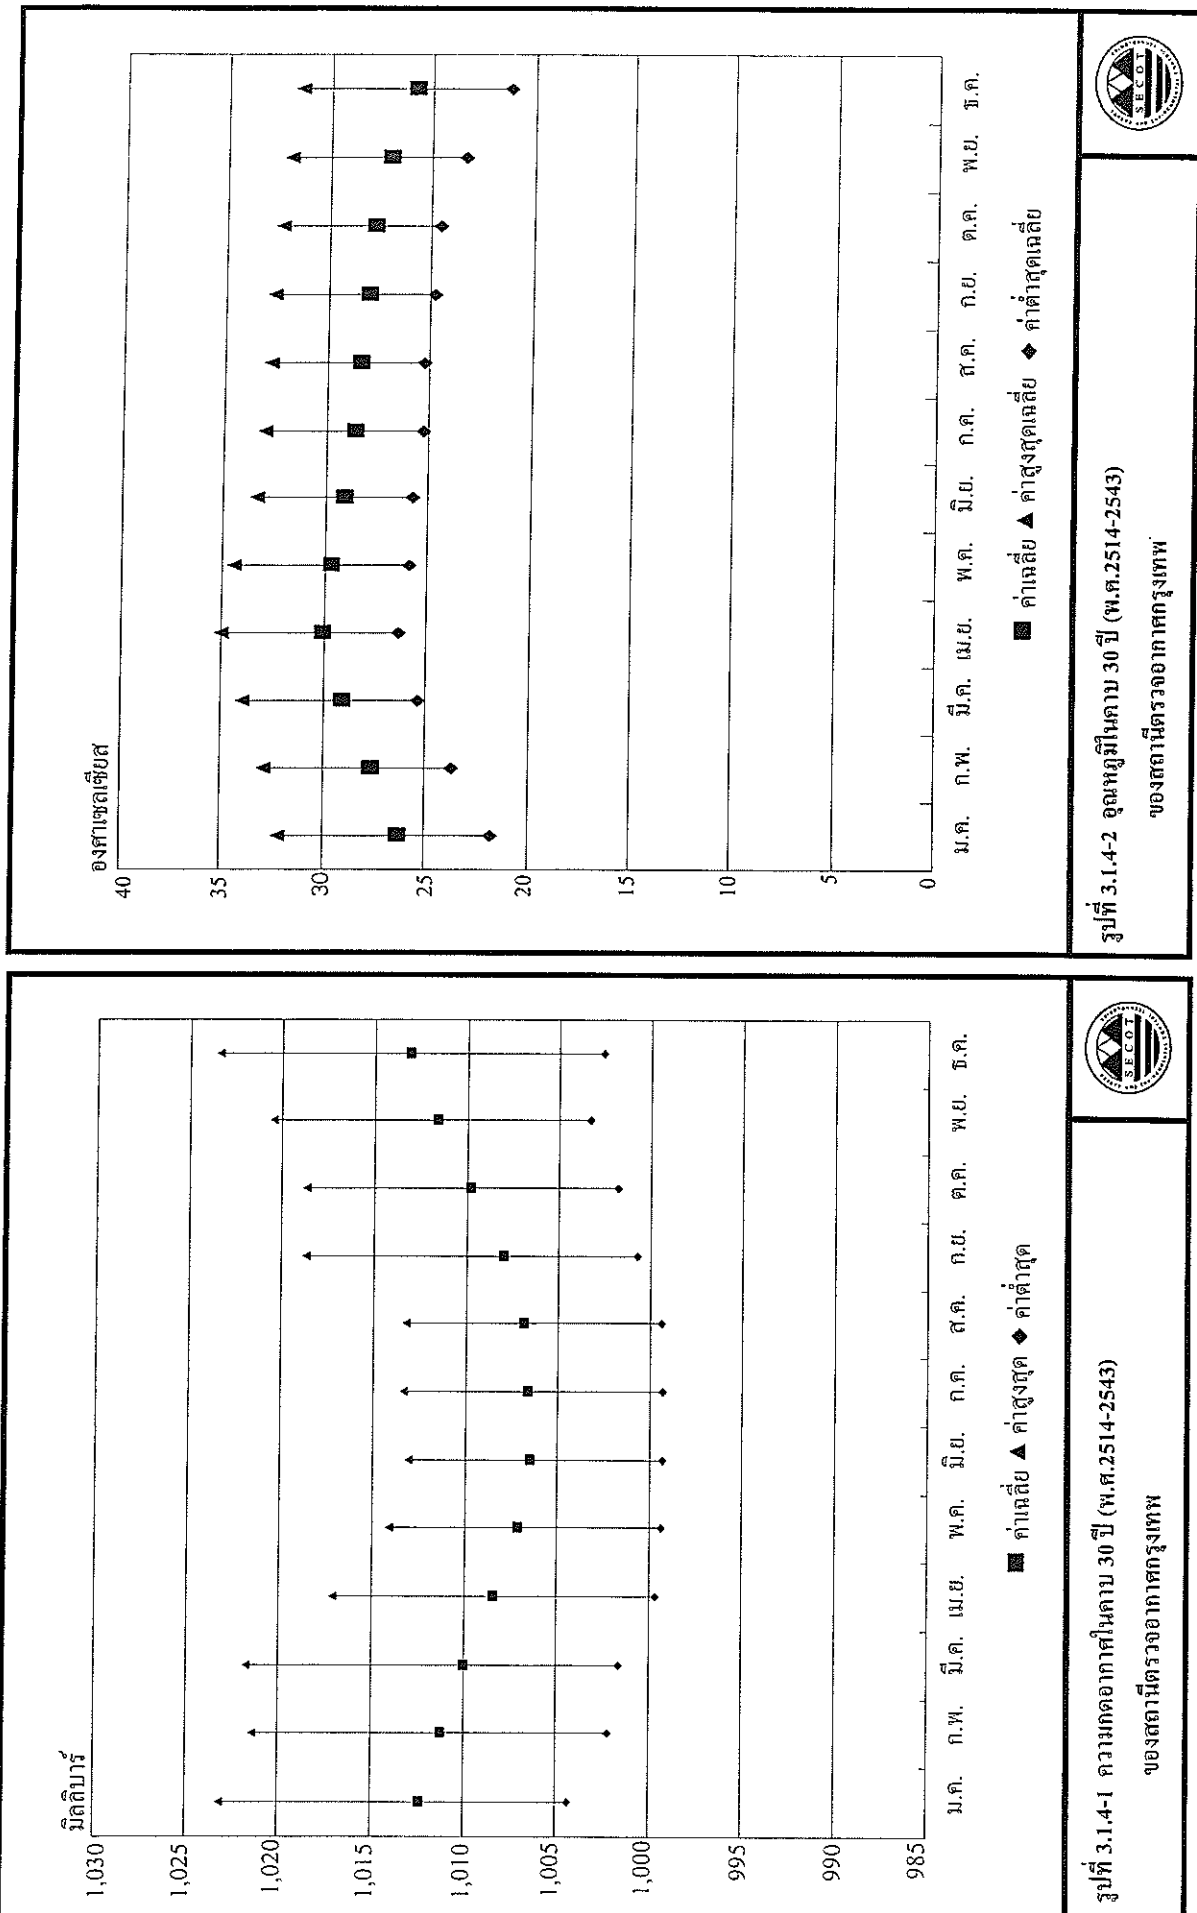 มิลลิบาร์
1,030
1,025
1,020
1,015
1,010
1,005
1,000
995
990
985
ม.ค. ก.พ. มี.ค. เม.ย. พ.ค. มิ.ย. ก.ค. ส.ค. ก.ย. ต.ค. พ.ย. ธ.ค.
ค่าเฉลี่ย ค่าสูงสุด ค่าต่ำสุด
รูปที่ 3.1.4-1 ความกดอากาศในคาบ 30 ปี (พ.ศ.2514-2543)
ของสถานีตรวจอากาศกรุงเทพ
SECOT
องศาเซลเซียส
40
35
30
25
20
15
10
5
0
ม.ค. ก.พ. มี.ค. เม.ย. พ.ค. มิ.ย. ก.ค. ส.ค. ก.ย. ต.ค. พ.ย. ธ.ค.
ค่าเฉลี่ย ค่าสูงสุดเฉลี่ย ค่าต่ำสุดเฉลี่ย
รูปที่ 3.1.4-2 อุณหภูมิในคาบ 30 ปี (พ.ศ.2514-2543)
ของสถานีตรวจอากาศกรุงเทพ
SECOT